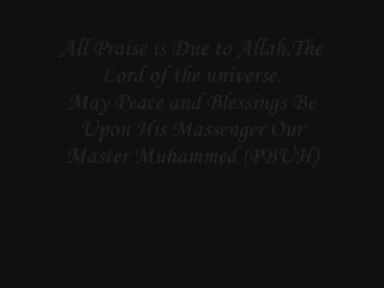 All Praise is Due to Allah,The
Lord of the universe.
May Peace and Blessings Be
Upon His Massenger Our
Master Muhammed (PBUH)